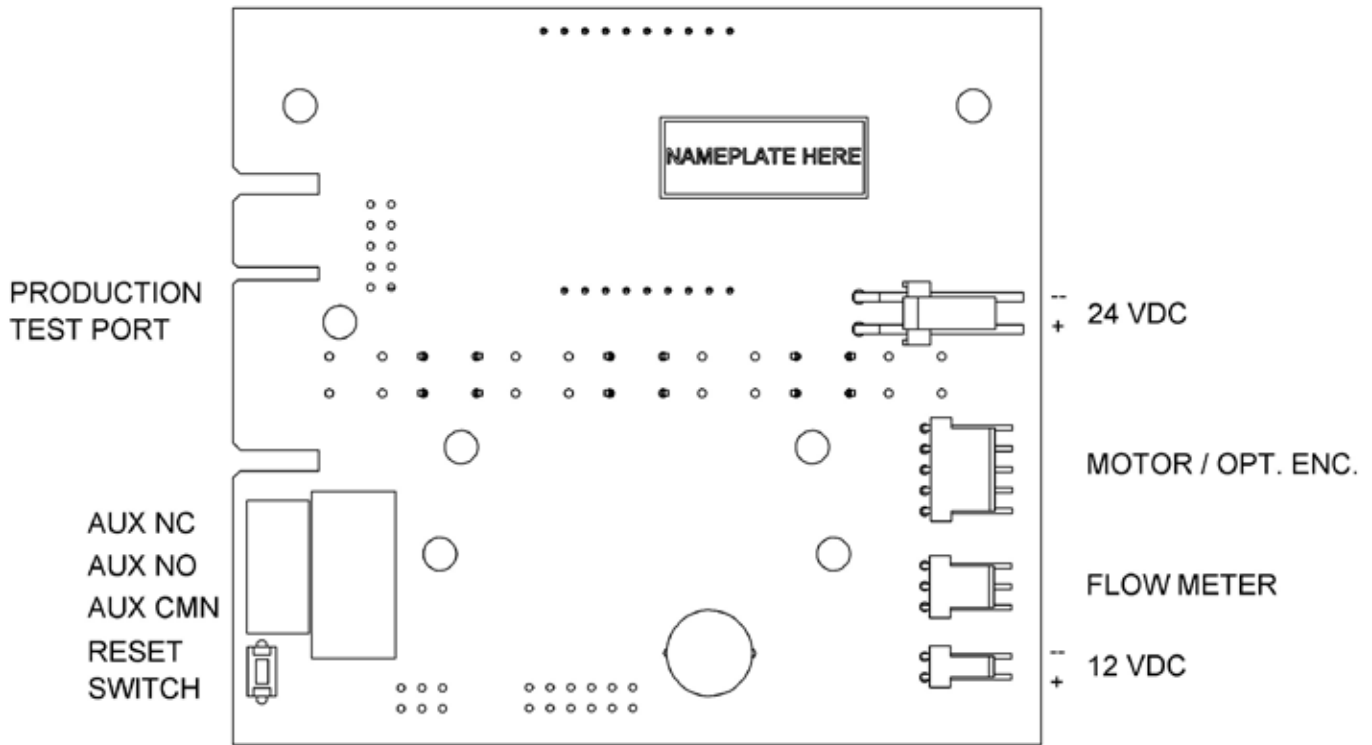 NAMEPLATE HERE
PRODUCTION
TEST PORT
--
+
24 VDC
MOTOR / OPT. ENC.
AUX NC
AUX NO
AUX CMN
RESET
SWITCH
FLOW METER
--
+
12 VDC